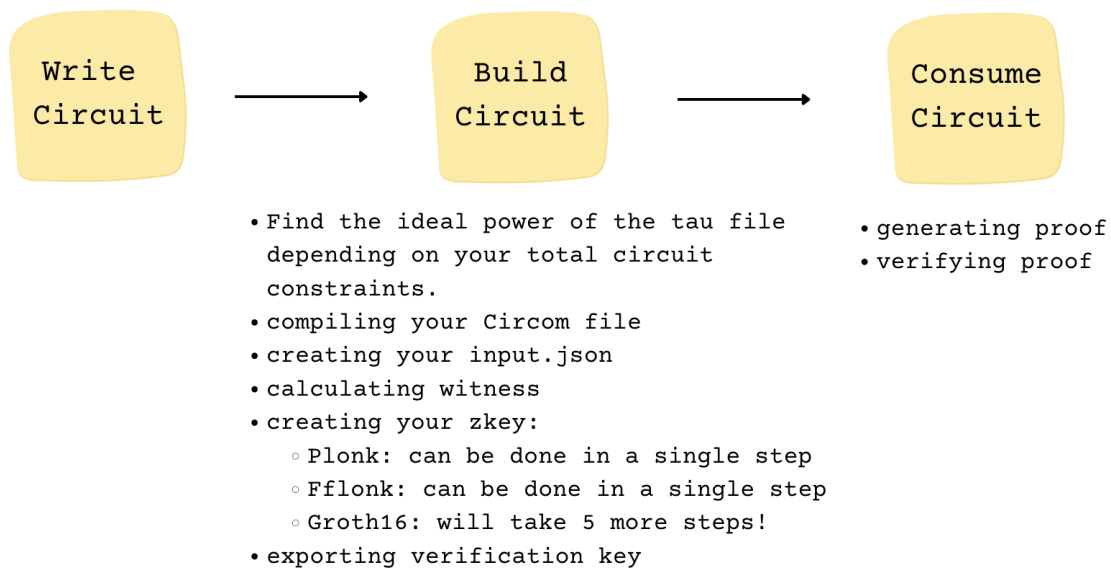 Write
Circuit
Build
Circuit
Consume
Circuit
• Find the ideal power of the tau file
depending on your total circuit
constraints.
• compiling your Circom file
• creating your input.json
• calculating witness
• creating your zkey:
◦ Plonk: can be done in a single step
◦ Fflonk: can be done in a single step
◦ Groth16: will take 5 more steps!
• exporting verification key
• generating proof
• verifying proof